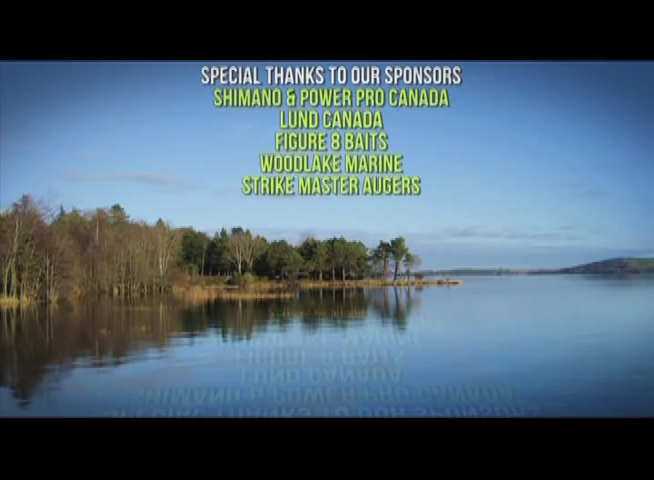 SPECIAL THANKS TO OUR SPONSORS
SHIMANO & POWER PRO CANADA
LUND CANADA
FIGURE 8 BAITS
WOODLAKE MARINE
STRIKE MASTER AUGERS